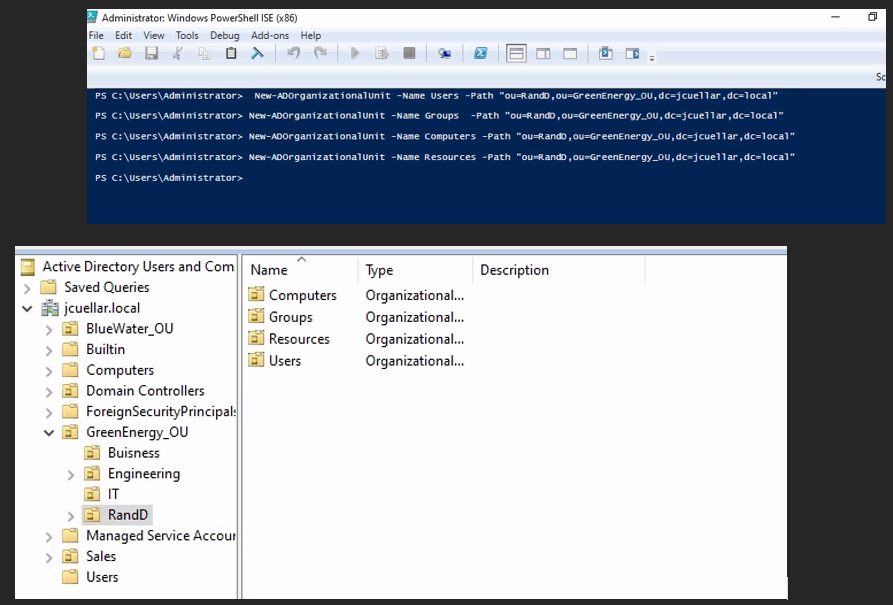 Administrator: Windows PowerShell ISE (x86)
File Edit View Tools Debug Add-ons Help
PS C:\Users\Administrator>  New-ADOrganizationalUnit -Name Users -Path "ou=RandD,ou=GreenEnergy_OU,dc=jcuellar,dc=local"
PS C:\Users\Administrator> New-ADOrganizationalUnit -Name Groups  -Path "ou=RandD,ou=GreenEnergy_OU,dc=jcuellar,dc=local"
PS C:\Users\Administrator> New-ADOrganizationalUnit -Name Computers -Path "ou=RandD,ou=GreenEnergy_OU,dc=jcuellar,dc=local"
PS C:\Users\Administrator> New-ADOrganizationalUnit -Name Resources -Path "ou=RandD,ou=GreenEnergy_OU,dc=jcuellar,dc=local"
PS C:\Users\Administrator>
Active Directory Users and Com
Saved Queries
jcuellar.local
BlueWater_OU
Builtin
Computers
Domain Controllers
ForeignSecurityPrincipals
GreenEnergy_OU
Buisness
Engineering
IT
RandD
Managed Service Accour
Sales
Users
Name Type Description
Computers Organizational...
Groups Organizational...
Resources Organizational...
Users Organizational...